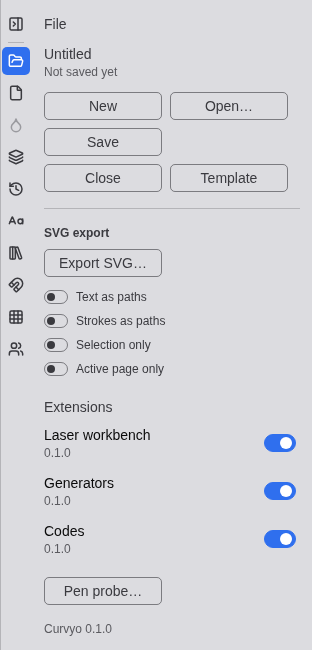 File
Untitled
Not saved yet
New Open…
Save
Close Template
SVG export
Export SVG…
Text as paths
Strokes as paths
Selection only
Active page only
Extensions
Laser workbench
0.1.0
Generators
0.1.0
Codes
0.1.0
Pen probe…
Curvyo 0.1.0